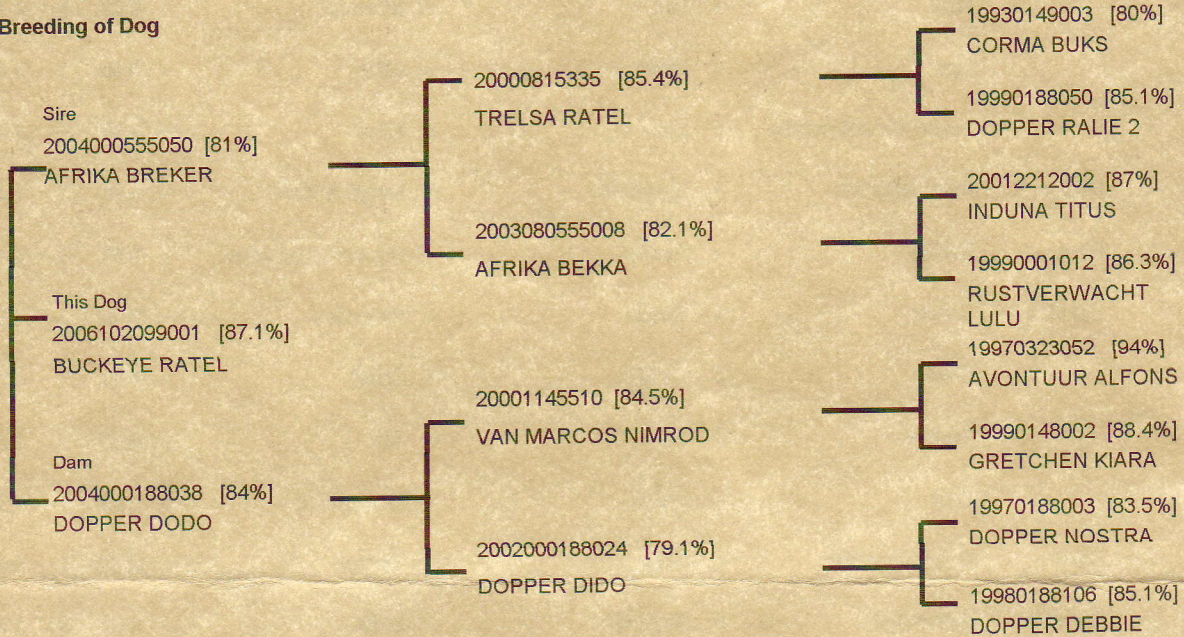 Breeding of Dog
Sire
2004000555050 [81%]
AFRIKA BREKER
This Dog
2006102099001 [87.1%]
BUCKEYE RATEL
Dam
2004000188038 [84%]
DOPPER DODO
20000815335 [85.4%]
TRELSA RATEL
2003080555008 [82.1%]
AFRIKA BEKKA
20001145510 [84.5%]
VAN MARCOS NIMROD
2002000188024 [79.1%]
DOPPER DIDO
19930149003 [80%]
CORMA BUKS
19990188050 [85.1%]
DOPPER RALIE 2
20012212002 [87%]
INDUNA TITUS
19990001012 [86.3%]
RUSTVERWACHT
LULU
19970323052 [94%]
AVONTUUR ALFONS
19990148002 [88.4%]
GRETCHEN KIARA
19970188003 [83.5%]
DOPPER NOSTRA
19980188106 [85.1%]
DOPPER DEBBIE